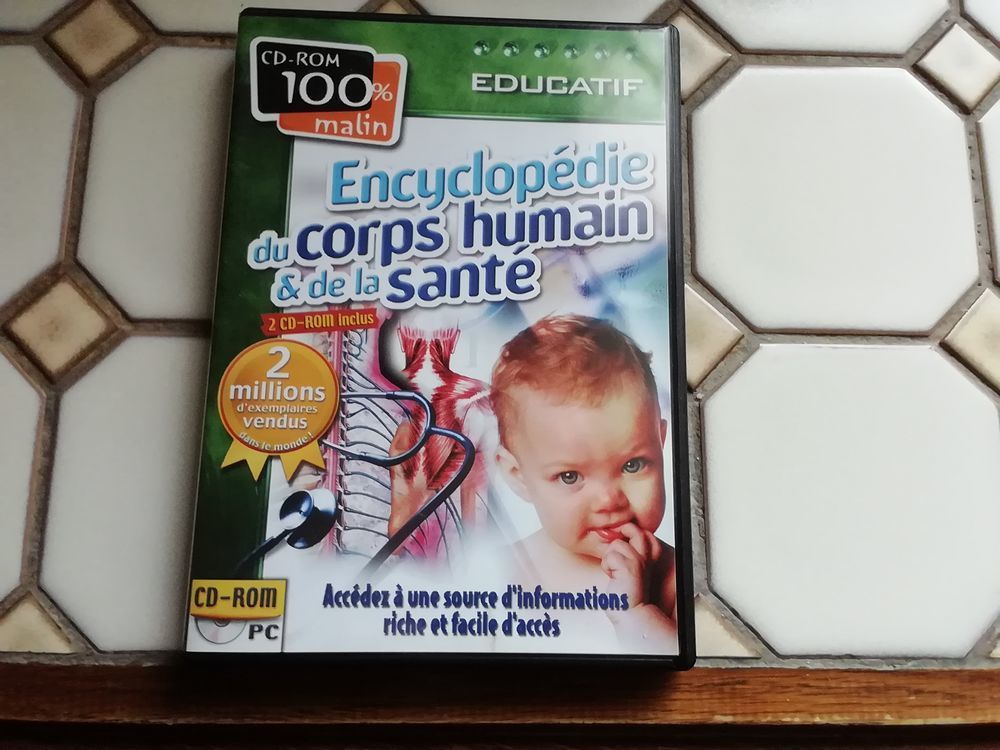 CD-ROM
100%
malin
EDUCATIF
Encyclopédie
du corps humain
& de la santé
2 CD-ROM inclus
2
millions
d'exemplaires
vendus
dans le monde !
CD-ROM
PC
Accédez à une source d'informations
riche et facile d'accès